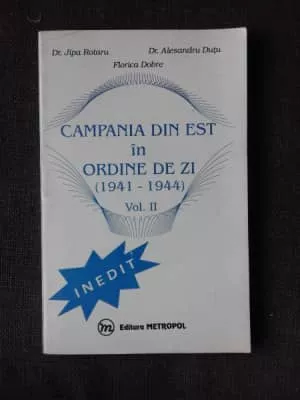 Dr. Jipa Rotaru
Dr. Alesandru Duțu
Florica Dobre
CAMPANIA DIN EST
în
ORDINE DE ZI
(1941 - 1944)
Vol. II
INEDIT
m Editura METROPOL